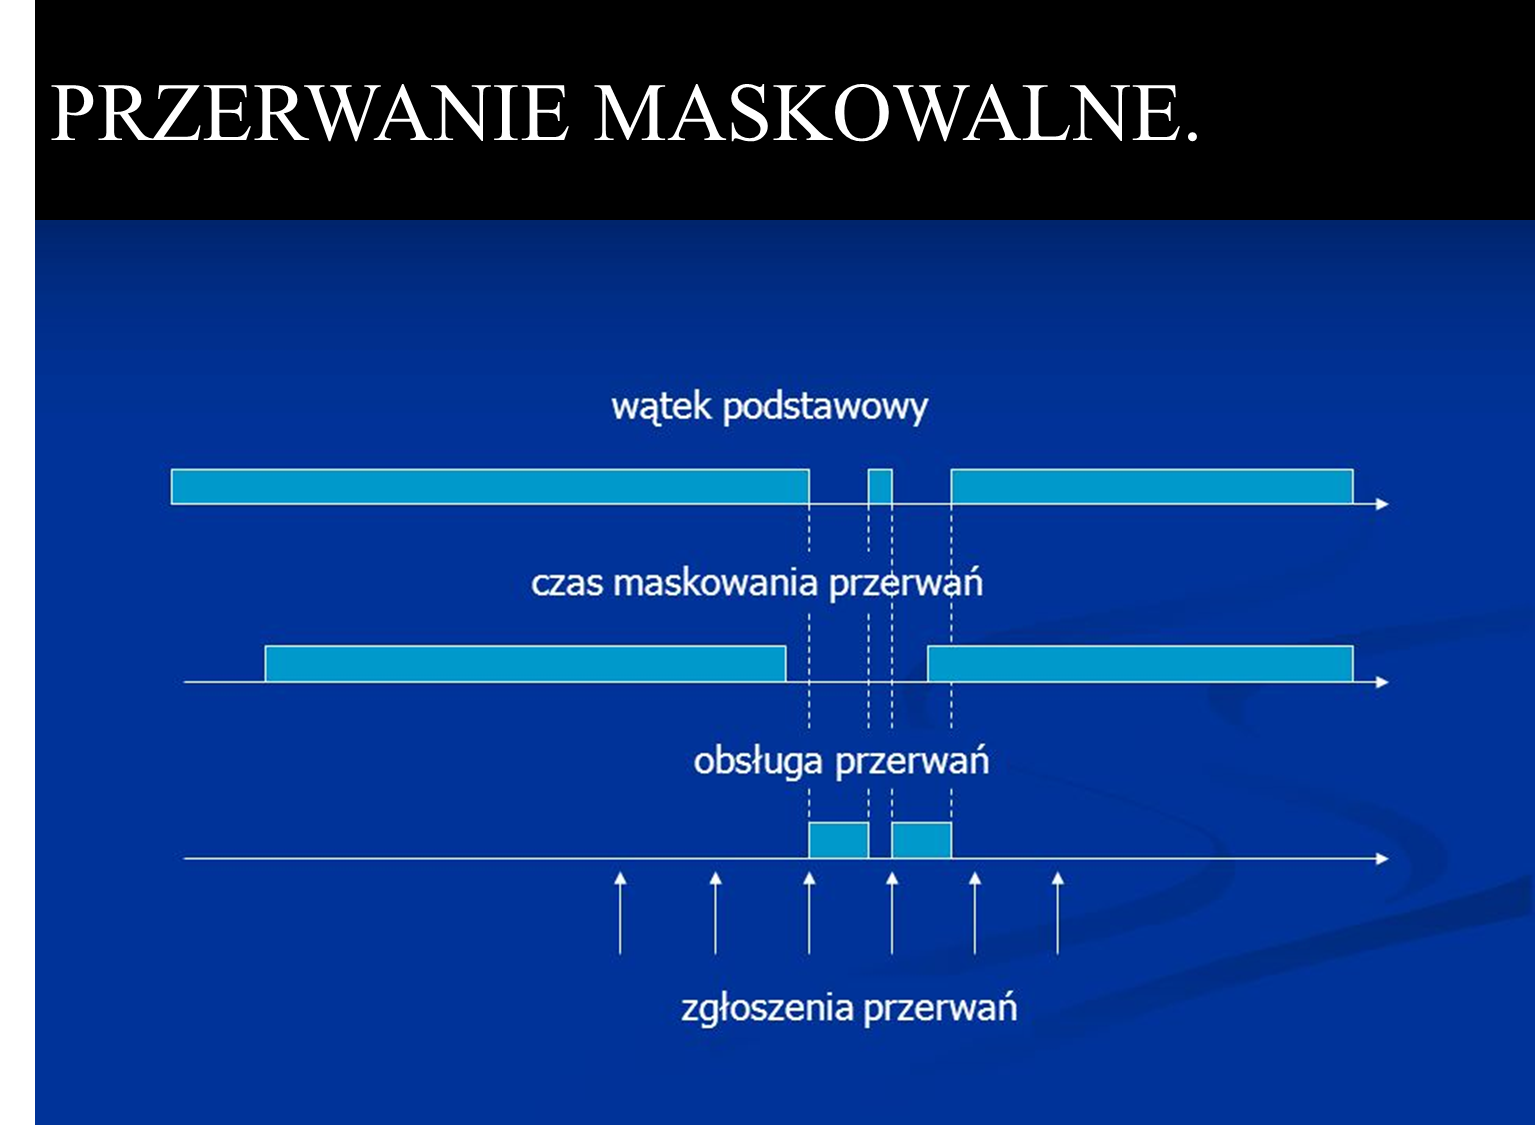 PRZERWANIE MASKOWALNE.
wątek podstawowy
czas maskowania przerwań
obsługa przerwań
zgłoszenia przerwań